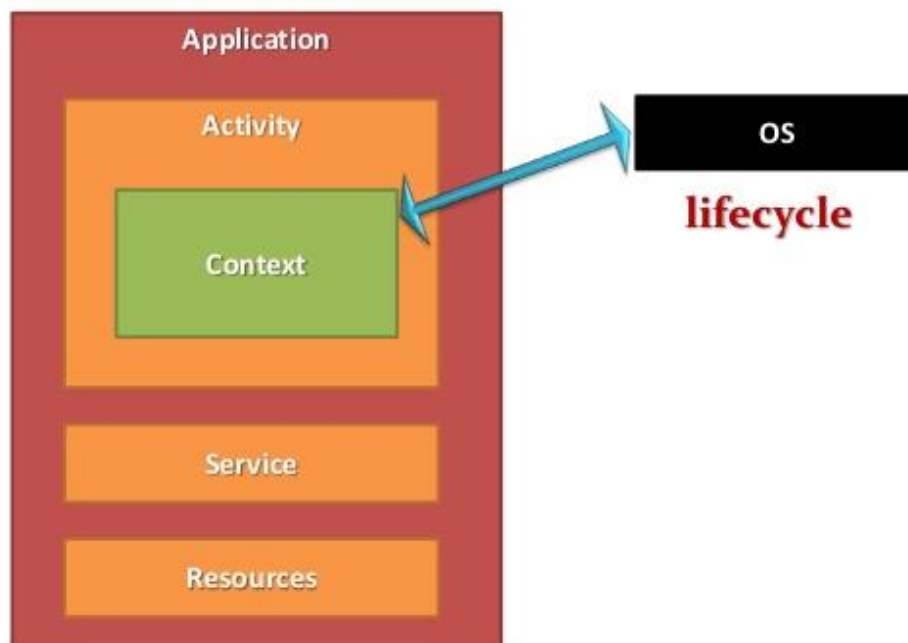 Application
Activity
Context
Service
Resources
OS
lifecycle